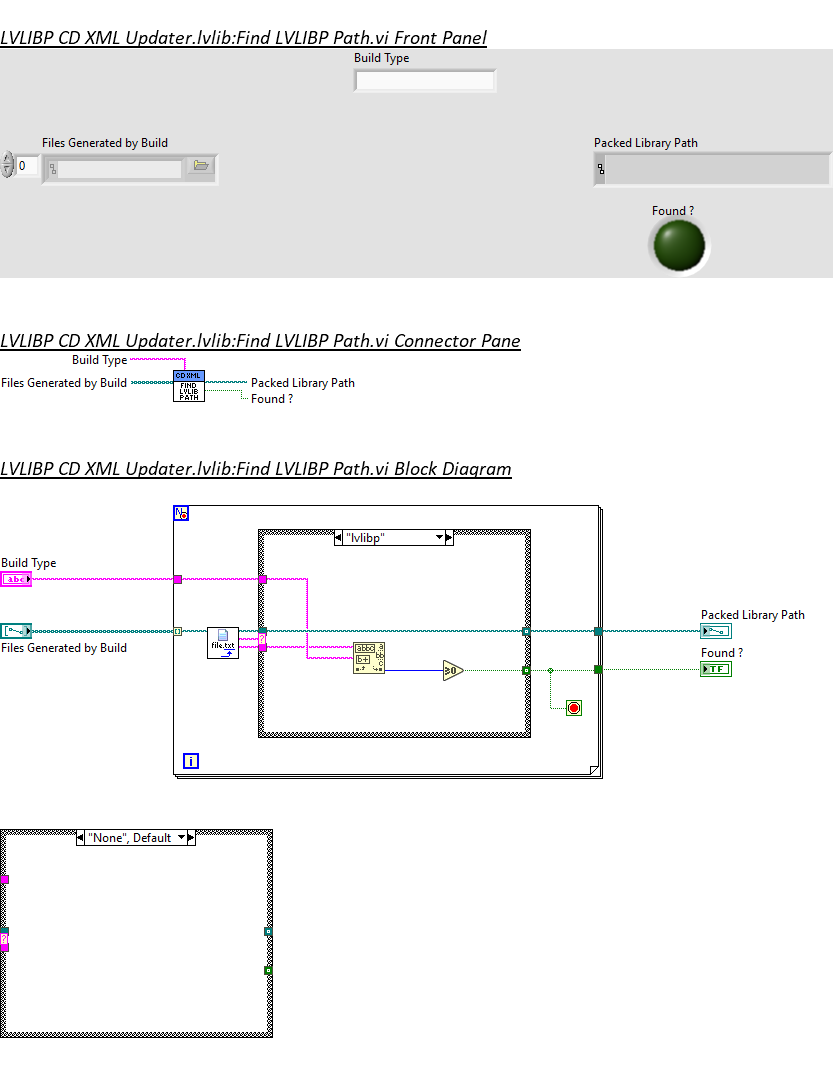 LVLIBP CD XML Updater.lvlib:Find LVLIBP Path.vi Front Panel
Build Type
Files Generated by Build
0
Packed Library Path
Found ?
LVLIBP CD XML Updater.lvlib:Find LVLIBP Path.vi Connector Pane
Build Type
Files Generated by Build
CD XML
FIND
LVLIB
PATH
Packed Library Path
Found ?
LVLIBP CD XML Updater.lvlib:Find LVLIBP Path.vi Block Diagram
N
"lvlibp"
Build Type
abc
Files Generated by Build
file.txt
?
abbc
b+
a
bb
c
≥0
Packed Library Path
Found ?
TF
i
"None", Default
?